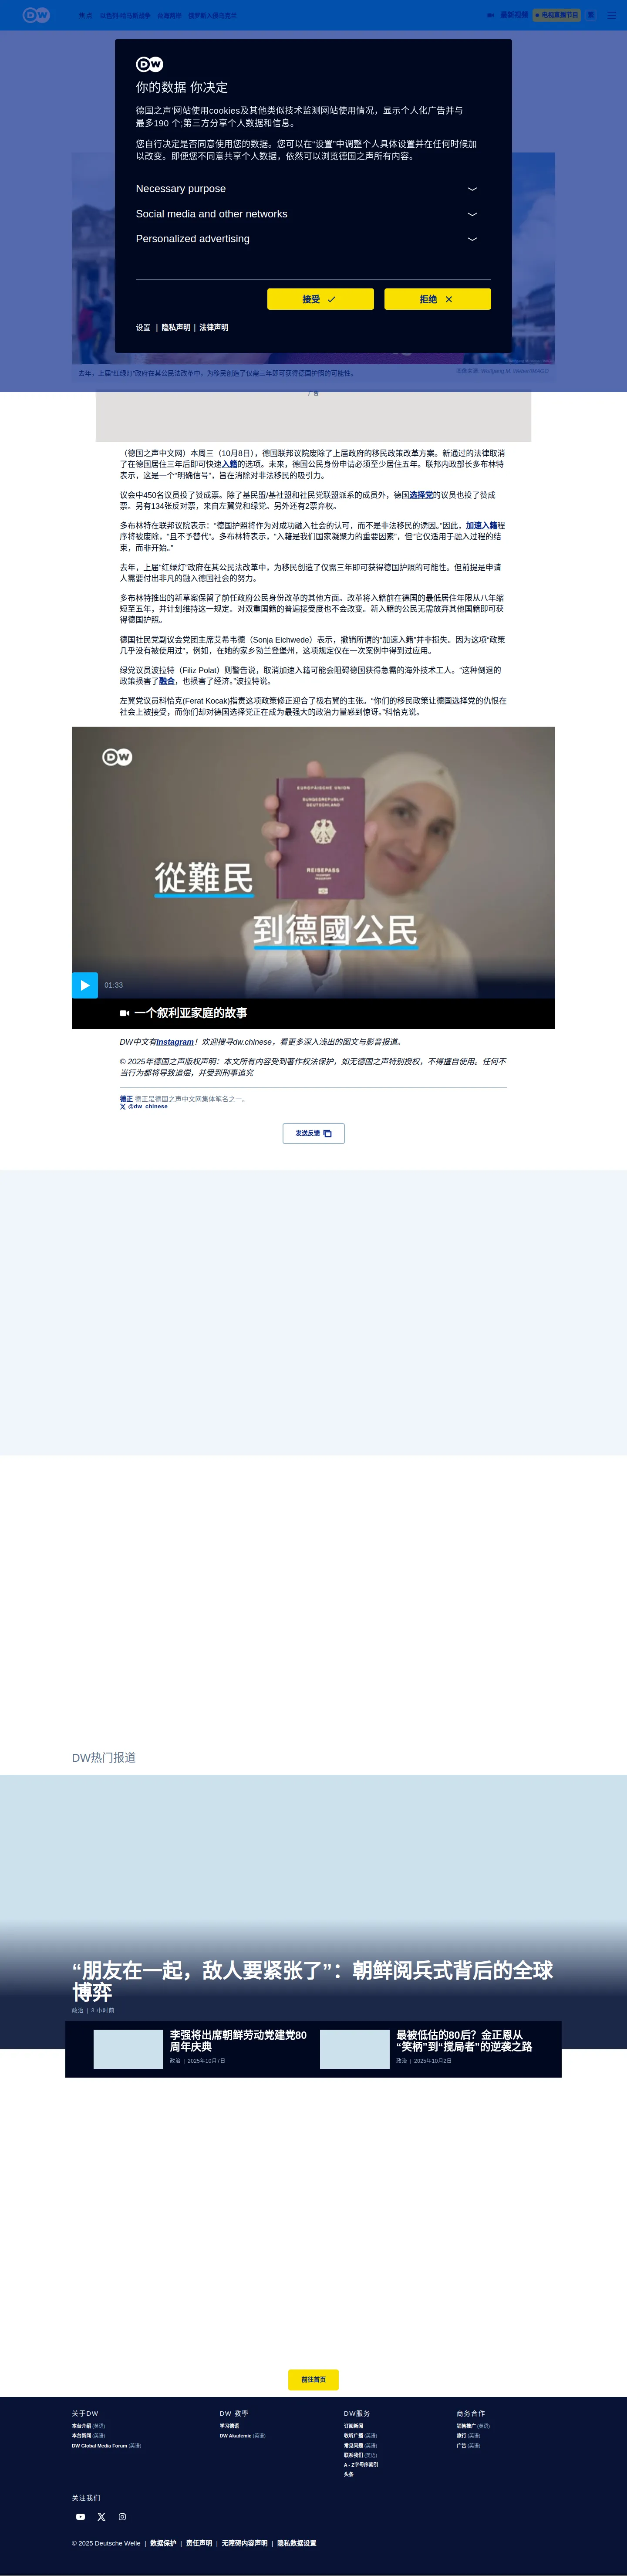 DW
焦点
以色列-哈马斯战争
台海两岸
俄罗斯入侵乌克兰
最新视频
电视直播节目
DW
你的数据 你决定
德国之声'网站使用cookies及其他类似技术监测网站使用情况，显示个人化广告并与
最多190 个;第三方分享个人数据和信息。
您自行决定是否同意使用您的数据。您可以在“设置”中调整个人具体设置并在任何时候加
以改变。即便您不同意共享个人数据，依然可以浏览德国之声所有内容。
Necessary purpose
Social media and other networks
Personalized advertising
接受
拒绝
设置 | 隐私声明 | 法律声明
去年，上届“红绿灯”政府在其公民法改革中，为移民创造了仅需三年即可获得德国护照的可能性。
广告
（德国之声中文网）本周三（10月8日），德国联邦议院废除了上届政府的移民政改革方案。新通过的法律取消
了在德国居住三年后即可快速入籍的选项。未来，德国公民身份申请必须至少居住五年。联邦内政部长多布林特
表示，这是一个“明确信号”，旨在消除对非法移民的吸引力。
议会中450名议员投了赞成票。除了基民盟/基社盟和社民党联盟派系的成员外，德国选择党的议员也投了赞成
票。另有134张反对票，来自左翼党和绿党。另外还有2票弃权。
多布林特在联邦议院表示：“德国护照将作为对成功融入社会的认可，而不是非法移民的诱因。”因此，加速入籍程
序将被废除，“且不予替代”。多布林特表示，“入籍是我们国家凝聚力的重要因素”，但“它仅适用于融入过程的结
束，而非开始。”
去年，上届“红绿灯”政府在其公民法改革中，为移民创造了仅需三年即可获得德国护照的可能性。但前提是申请
人需要付出非凡的融入德国社会的努力。
多布林特推出的新草案保留了前任政府公民身份改革的其他方面。改革将入籍前在德国的最低居住年限从八年缩
短至五年，并计划维持这一规定。对双重国籍的普遍接受度也不会改变。新入籍的公民无需放弃其他国籍即可获
得德国护照。
德国社民党副议会党团主席艾希韦德（Sonja Eichwede）表示，撤销所谓的“加速入籍”并非损失。因为这项“政策
几乎没有被使用过”，例如，在她的家乡勃兰登堡州，这项规定仅在一次案例中得到过应用。
绿党议员波拉特（Filiz Polat）则警告说，取消加速入籍可能会阻碍德国获得急需的海外技术工人。“这种倒退的
政策损害了融合，也损害了经济。”波拉特说。
左翼党议员科恰克(Ferat Kocak)指责这项政策修正迎合了极右翼的主张。“你们的移民政策让德国选择党的仇恨在
社会上被接受，而你们却对德国选择党正在成为最强大的政治力量感到惊讶。”科恰克说。
DW
EUROPÄISCHE UNION
BUNDESREPUBLIK
DEUTSCHLAND
REISEPASS
從難民
到德國公民
01:33
一个叙利亚家庭的故事
DW中文有Instagram！欢迎搜寻dw.chinese，看更多深入浅出的图文与影音报道。
© 2025年德国之声版权声明：本文所有内容受到著作权法保护，如无德国之声特别授权，不得擅自使用。任何不
当行为都将导致追偿，并受到刑事追究
德正 德正是德国之声中文网集体笔名之一。
@dw_chinese
发送反馈
DW热门报道
“朋友在一起，敌人要紧张了”：朝鲜阅兵式背后的全球
博弈
政治 | 3 小时前
李强将出席朝鲜劳动党建党80
周年庆典
政治 | 2025年10月7日
最被低估的80后？金正恩从
“笑柄”到“搅局者”的逆袭之路
政治 | 2025年10月2日
前往首页
关于DW
本台介绍 (英语)
本台新闻 (英语)
DW Global Media Forum (英语)
DW 教學
学习德语
DW Akademie (英语)
DW服务
订阅新闻
收听广播 (英语)
常见问题 (英语)
联系我们 (英语)
A - Z字母序索引
头条
商务合作
销售推广 (英语)
旅行 (英语)
广告 (英语)
关注我们
© 2025 Deutsche Welle | 数据保护 | 责任声明 | 无障碍内容声明 | 隐私数据设置